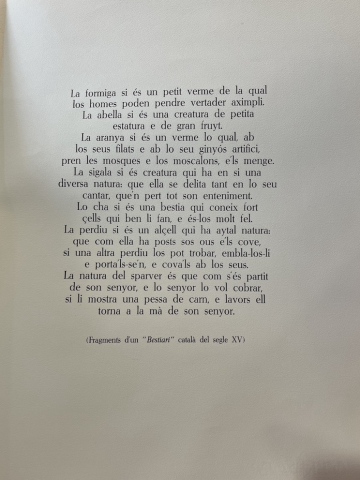 La formiga si és un petit verme de la qual
los homes poden pendre vertader aximpli.
La abella si és una creatura de petita
estatura e de gran fruyt.
La aranya si és un verme lo qual, ab
los seus filats e ab lo seu ginyós artifici,
pren les mosques e los moscalons, e'ls menge.
La sigala si és creatura qui ha en si una
diversa natura: que ella se delita tant en lo seu
cantar, que'n pert tot son enteniment.
Lo cha si és una bestia qui coneix fort
çells qui ben li fan, e és-los molt fel.
La perdiu si és un alçell qui ha aytal natura:
que com ella ha posts sos ous e'ls cove,
si una altra perdiu los pot trobar, embla-los-li
e porta'ls-se'n, e cova'ls ab los seus.
La natura del sparver és que com s'és partit
de son senyor, e lo senyor lo vol cobrar,
si li mostra una pessa de carn, e lavors ell
torna a la mà de son senyor.
(Fragments d'un "Bestiari" català del segle XV)